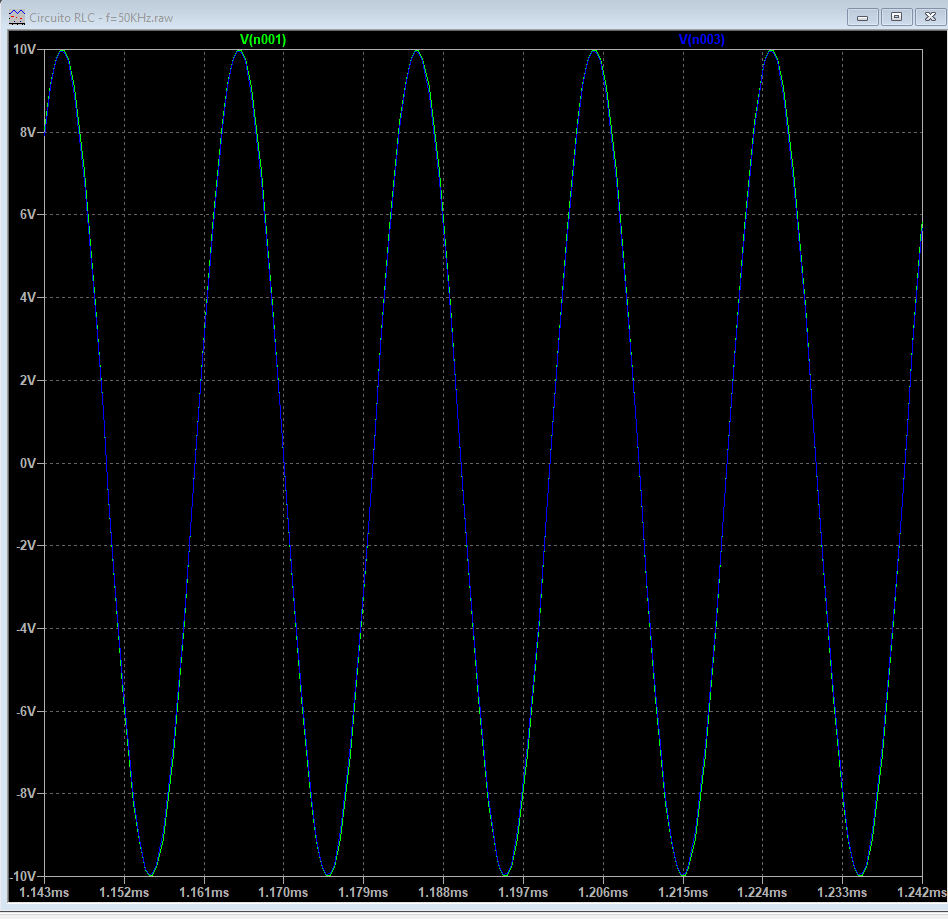 Circuito RLC - f=50KHz.raw
V(n001) V(n003)
10V
8V
6V
4V
2V
0V
-2V
-4V
-6V
-8V
-10V
1.143ms 1.152ms 1.161ms 1.170ms 1.179ms 1.188ms 1.197ms 1.206ms 1.215ms 1.224ms 1.233ms 1.242ms